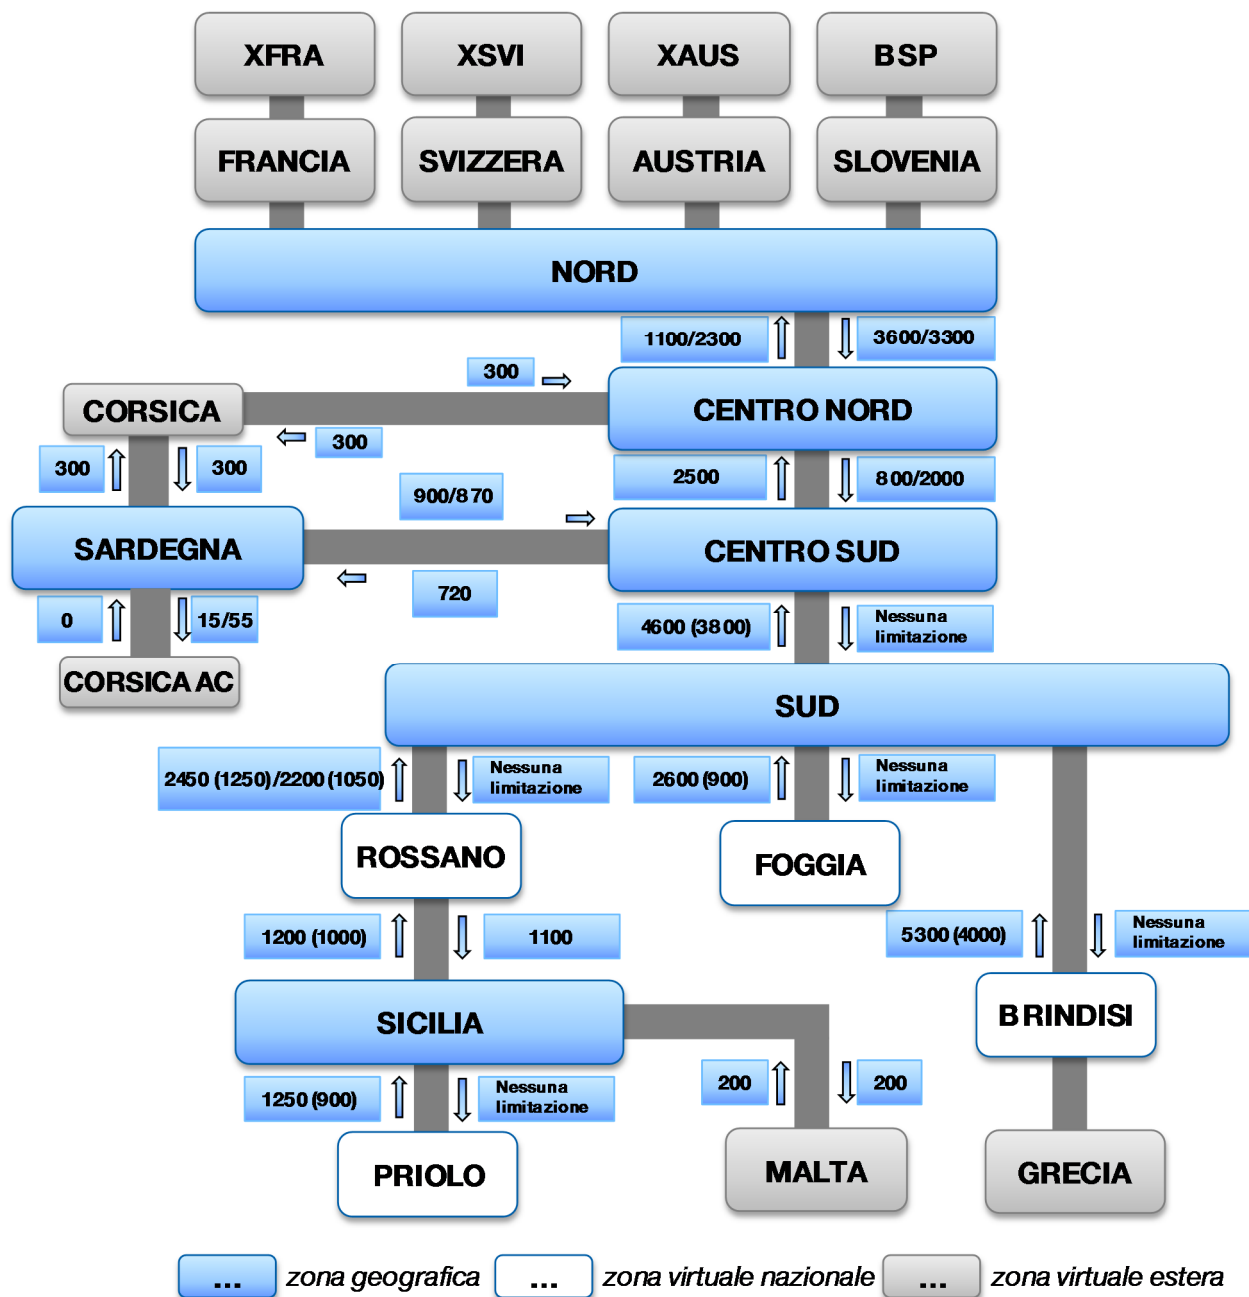 XFRA XSVI XAUS BSP
FRANCIA SVIZZERA AUSTRIA SLOVENIA
NORD
1100/2300 3600/3300
300
CORSICA CENTRO NORD
300
300 300 2500 800/2000
900/870
SARDEGNA CENTRO SUD
720
0 15/55 4600 (3800) Nessuna
limitazione
CORSICA AC
SUD
2450 (1250)/2200 (1050) Nessuna
limitazione
2600 (900) Nessuna
limitazione
ROSSANO FOGGIA
1200 (1000) 1100 5300 (4000) Nessuna
limitazione
SICILIA BRINDISI
1250 (900) Nessuna
limitazione
200 200
PRIOLO MALTA GRECIA
... zona geografica ... zona virtuale nazionale ... zona virtuale estera